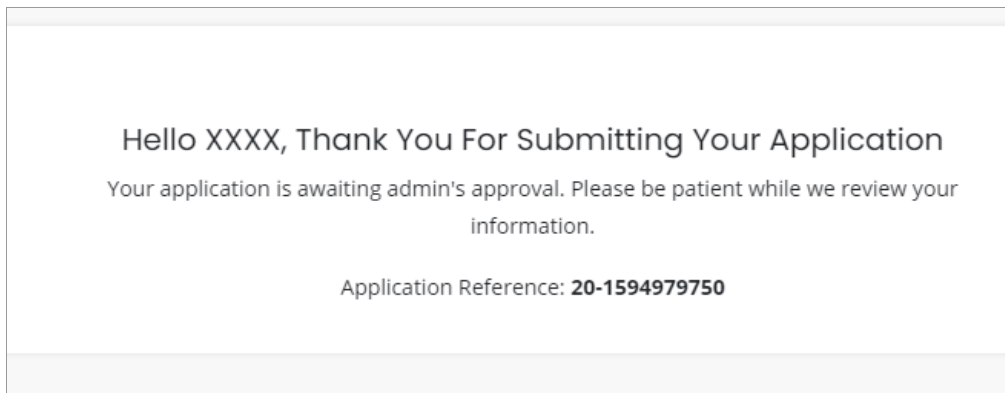 Hello XXXX, Thank You For Submitting Your Application
Your application is awaiting admin's approval. Please be patient while we review your
information.
Application Reference: 20-1594979750